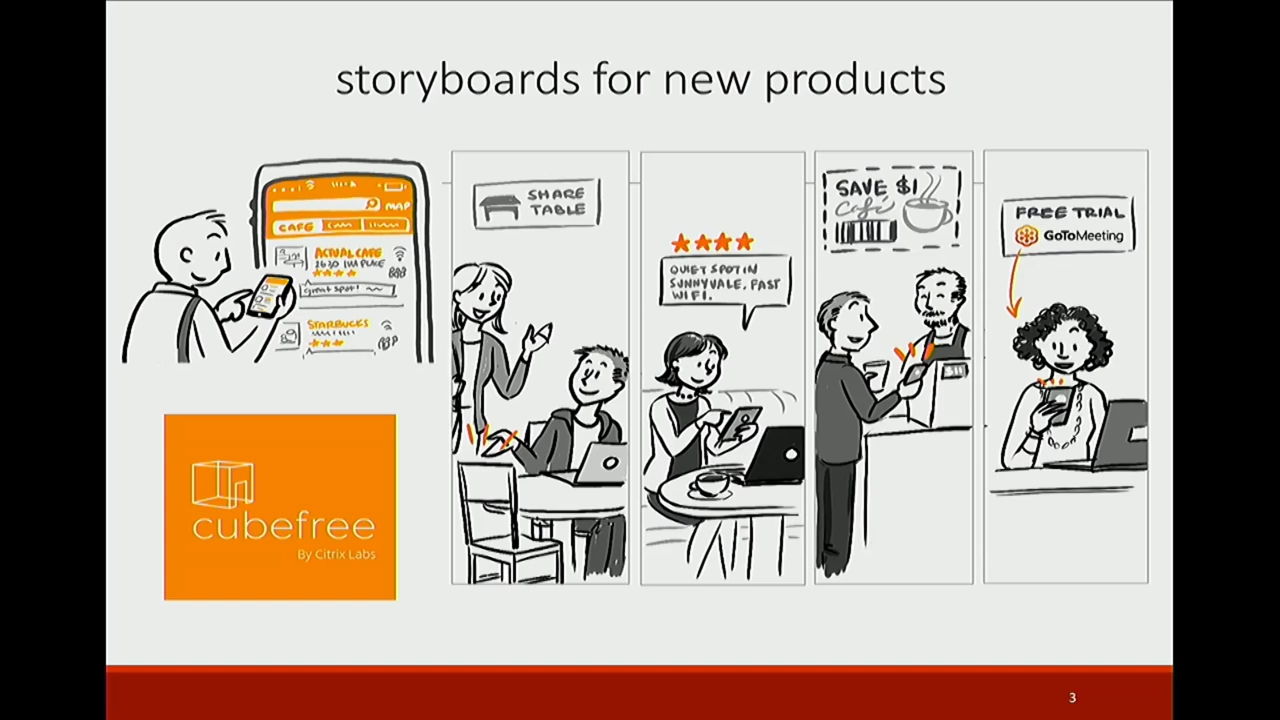 storyboards for new products
MAP
CAFE
ACTUAL CAFE
great spot!
STARBUCKS
SHARE
TABLE
QUIET SPOT IN
SUNNYVALE. FAST
WIFI.
SAVE $1
Café
FREE TRIAL
GoToMeeting
cubefree
By Citrix Labs
3